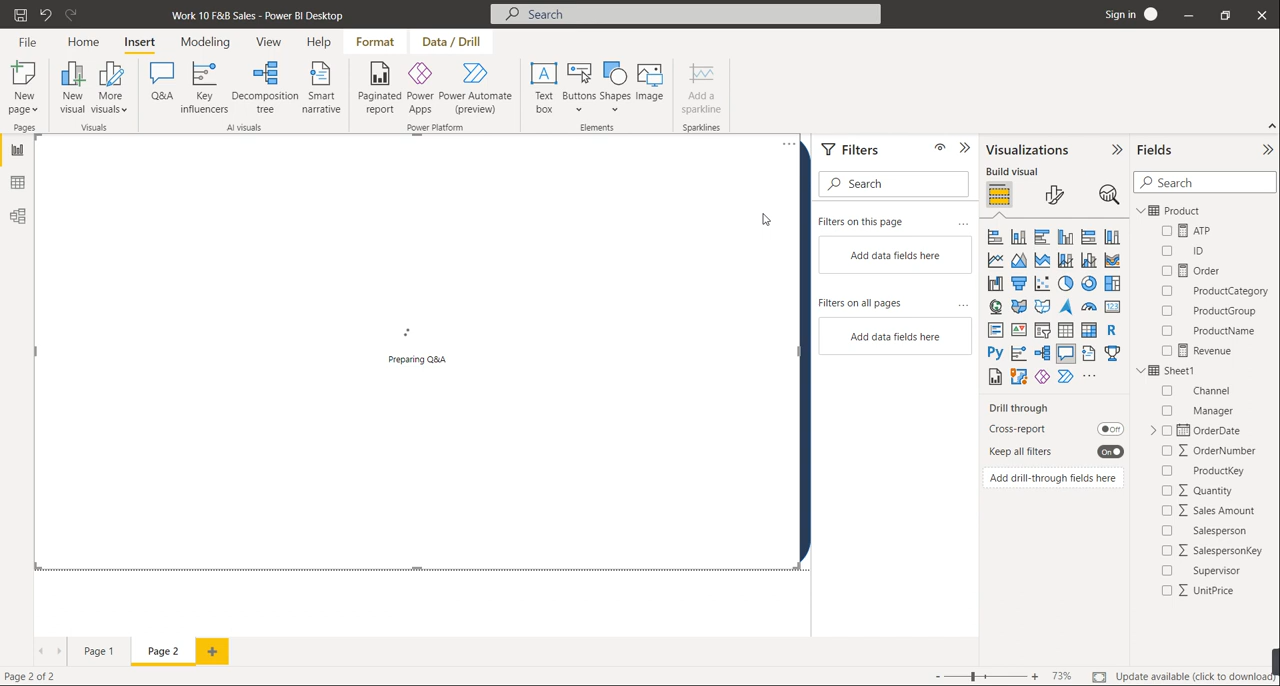 Work 10 F&B Sales - Power BI Desktop
Search
Sign in
File
Home
Insert
Modeling
View
Help
Format
Data / Drill
New page
New visual
More visuals
Q&A
Key influencers
Decomposition tree
Smart narrative
Paginated report
Power Apps
Power Automate (preview)
Text box
Buttons
Shapes
Image
Add a sparkline
Pages
Visuals
AI visuals
Power Platform
Elements
Sparklines
Preparing Q&A
Filters
Search
Filters on this page
Add data fields here
Filters on all pages
Add data fields here
Visualizations
Build visual
123
R
Py
Drill through
Cross-report
Off
Keep all filters
On
Add drill-through fields here
Fields
Search
Product
ATP
ID
Order
ProductCategory
ProductGroup
ProductName
Revenue
Sheet1
Channel
Manager
OrderDate
∑ OrderNumber
ProductKey
∑ Quantity
∑ Sales Amount
Salesperson
∑ SalespersonKey
Supervisor
∑ UnitPrice
Page 1
Page 2
+
Page 2 of 2
- + 73%
Update available (click to download)